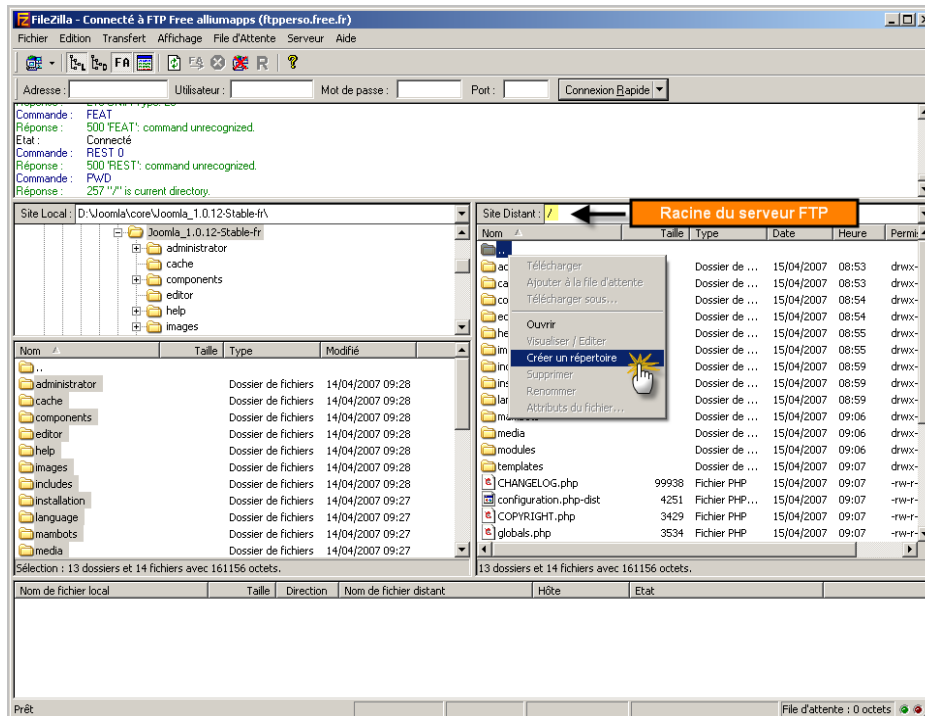 FileZilla - Connecté à FTP Free alliumapps (ftpperso.free.fr)
Fichier Edition Transfert Affichage File d'Attente Serveur Aide
FA FA R ?
Adresse : Utilisateur : Mot de passe : Port : Connexion Rapide
Commande : FEAT
Réponse : 500 'FEAT': command unrecognized.
Etat : Connecté
Commande : REST 0
Réponse : 500 'REST': command unrecognized.
Commande : PWD
Réponse : 257 "/" is current directory.
Site Local : D:\Joomla\core\Joomla_1.0.12-Stable-fr\
Joomla_1.0.12-Stable-fr
administrator
cache
components
editor
help
images
Nom Taille Type Modifié
..
administrator Dossier de fichiers 14/04/2007 09:28
cache Dossier de fichiers 14/04/2007 09:28
components Dossier de fichiers 14/04/2007 09:28
editor Dossier de fichiers 14/04/2007 09:28
help Dossier de fichiers 14/04/2007 09:28
images Dossier de fichiers 14/04/2007 09:28
includes Dossier de fichiers 14/04/2007 09:28
installation Dossier de fichiers 14/04/2007 09:27
language Dossier de fichiers 14/04/2007 09:27
mambots Dossier de fichiers 14/04/2007 09:27
media Dossier de fichiers 14/04/2007 09:27
Sélection : 13 dossiers et 14 fichiers avec 161156 octets.
Site Distant : / Racine du serveur FTP
Nom Taille Type Date Heure Permis
..
ac Dossier de ... 15/04/2007 08:53 drwx-
ca Dossier de ... 15/04/2007 08:53 drwx-
co Dossier de ... 15/04/2007 08:54 drwx-
ec Dossier de ... 15/04/2007 08:54 drwx-
he Dossier de ... 15/04/2007 08:55 drwx-
im Dossier de ... 15/04/2007 08:55 drwx-
inc Dossier de ... 15/04/2007 08:59 drwx-
ins Dossier de ... 15/04/2007 08:59 drwx-
lar Dossier de ... 15/04/2007 08:59 drwx-
mambots Dossier de ... 15/04/2007 09:06 drwx-
media Dossier de ... 15/04/2007 09:06 drwx-
modules Dossier de ... 15/04/2007 09:06 drwx-
templates Dossier de ... 15/04/2007 09:07 drwx-
CHANGELOG.php 99938 Fichier PHP 15/04/2007 09:07 -rw-r-
configuration.php-dist 4251 Fichier PHP... 15/04/2007 09:07 -rw-r-
COPYRIGHT.php 3429 Fichier PHP 15/04/2007 09:07 -rw-r-
globals.php 3534 Fichier PHP 15/04/2007 09:07 -rw-r-
Télécharger
Ajouter à la file d'attente
Télécharger sous...
Ouvrir
Visualiser / Editer
Créer un répertoire
Supprimer
Renommer
Attributs du fichier...
13 dossiers et 14 fichiers avec 161156 octets.
Nom de fichier local Taille Direction Nom de fichier distant Hôte Etat
Prêt File d'attente : 0 octets